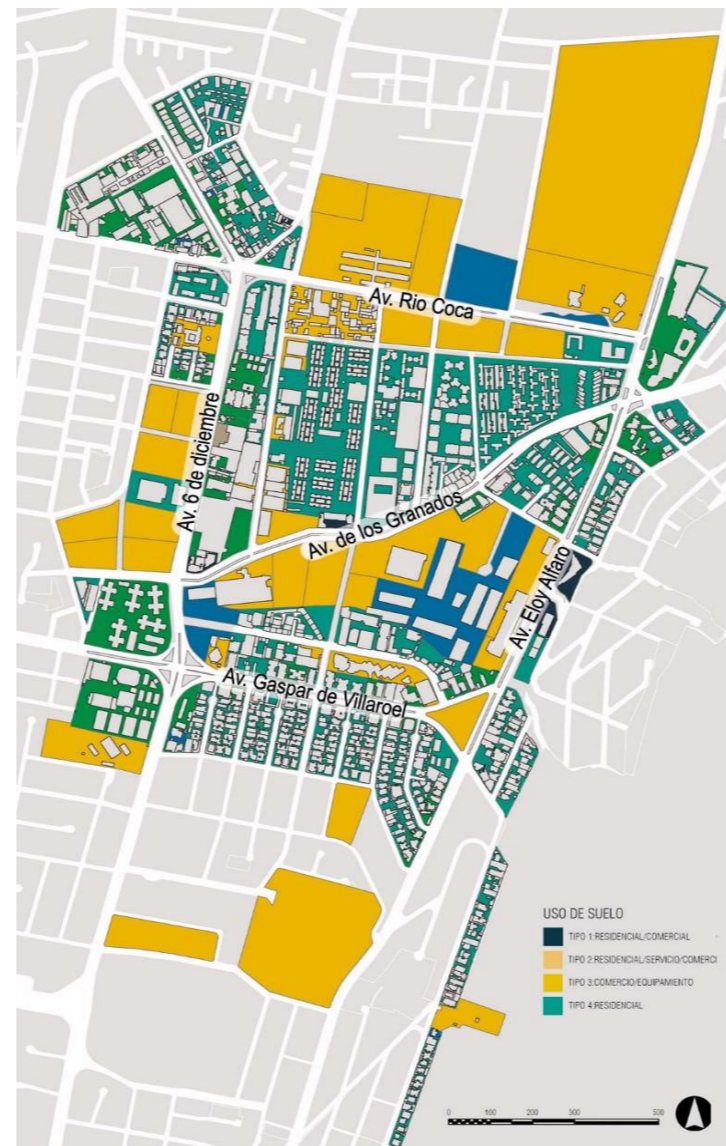 Av. Rio Coca
Av. 6 de diciembre
Av. de los Granados
Av. Eloy Alfaro
Av. Gaspar de Villaroel
USO DE SUELO
TIPO 1:RESIDENCIAL/COMERCIAL
TIPO 2:RESIDENCIAL/SERVICIO/COMERCI
TIPO 3:COMERCIO/EQUIPAMIENTO
TIPO 4:RESIDENCIAL
0 100 200 300 500